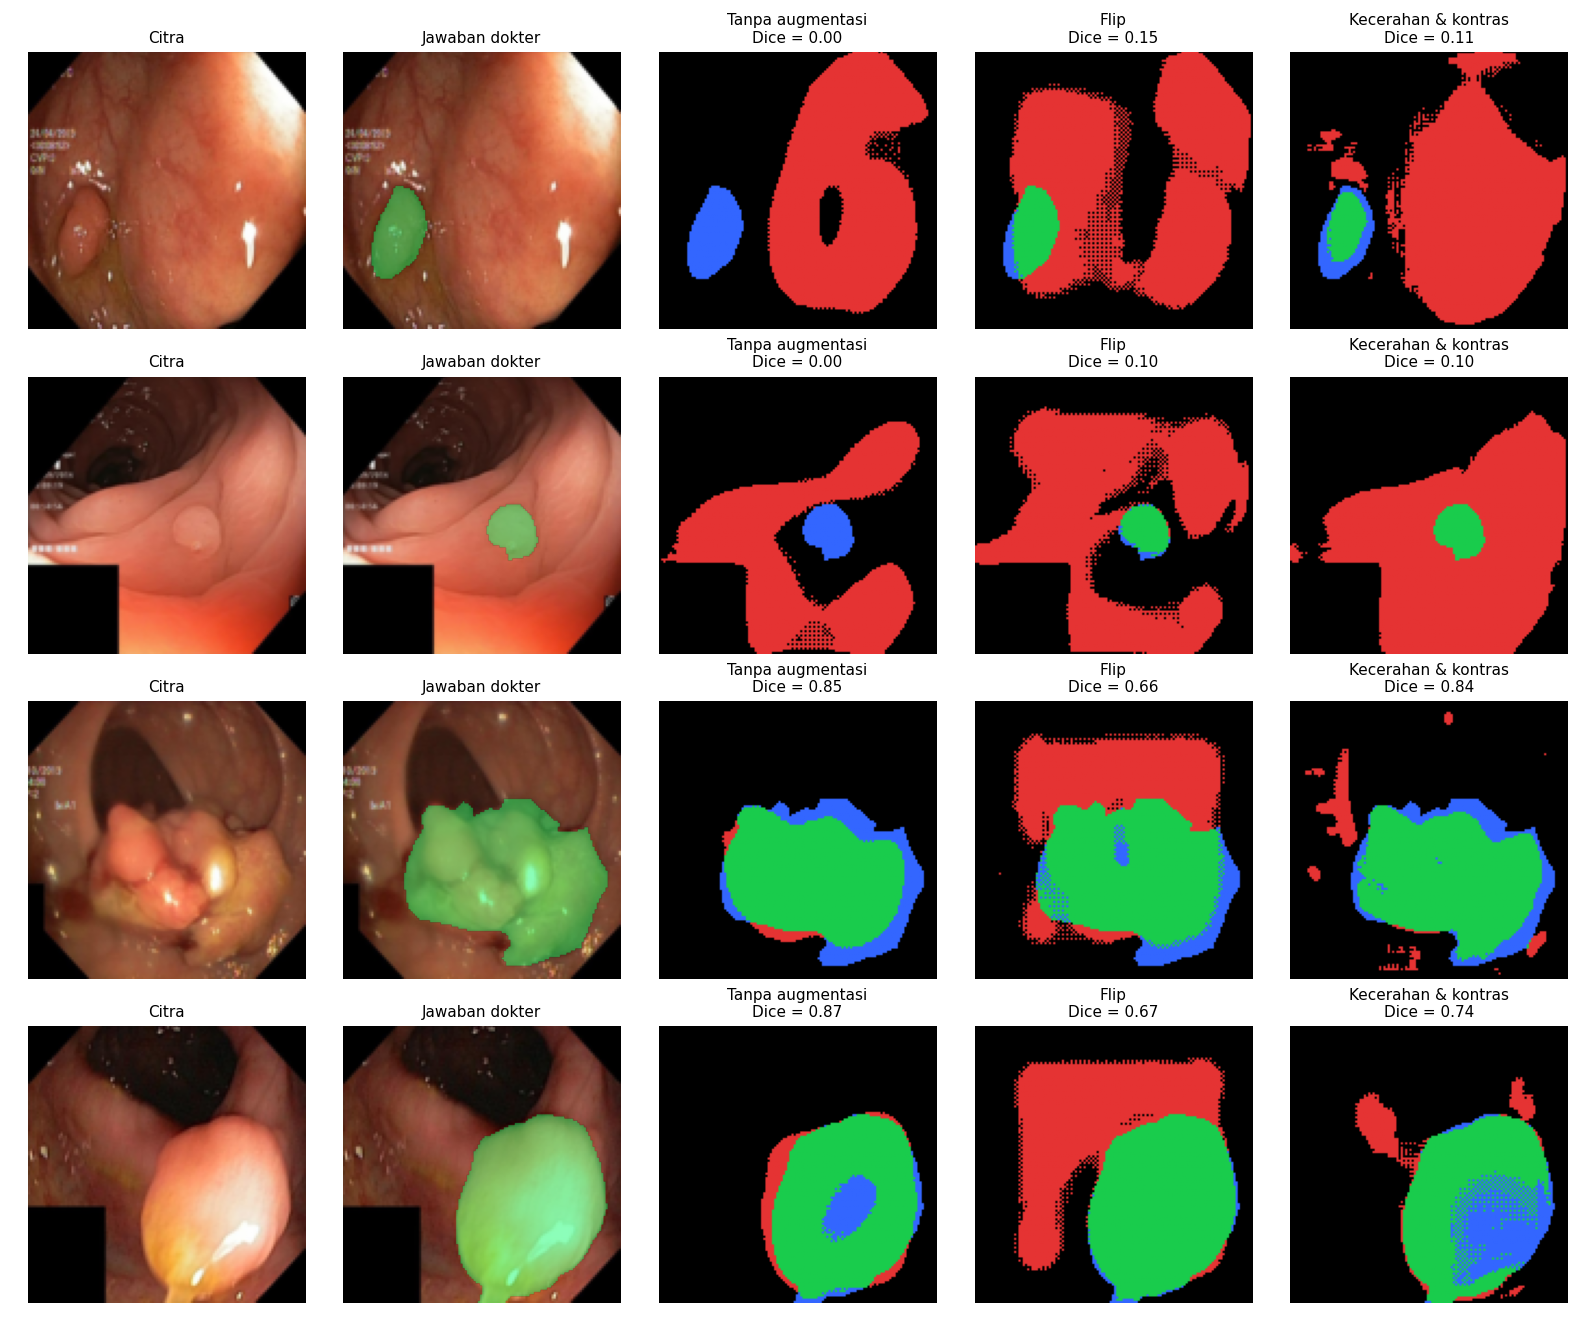 Citra
Jawaban dokter
Tanpa augmentasi
Dice = 0.00
Flip
Dice = 0.15
Kecerahan & kontras
Dice = 0.11
Citra
Jawaban dokter
Tanpa augmentasi
Dice = 0.00
Flip
Dice = 0.10
Kecerahan & kontras
Dice = 0.10
Citra
Jawaban dokter
Tanpa augmentasi
Dice = 0.85
Flip
Dice = 0.66
Kecerahan & kontras
Dice = 0.84
Citra
Jawaban dokter
Tanpa augmentasi
Dice = 0.87
Flip
Dice = 0.67
Kecerahan & kontras
Dice = 0.74